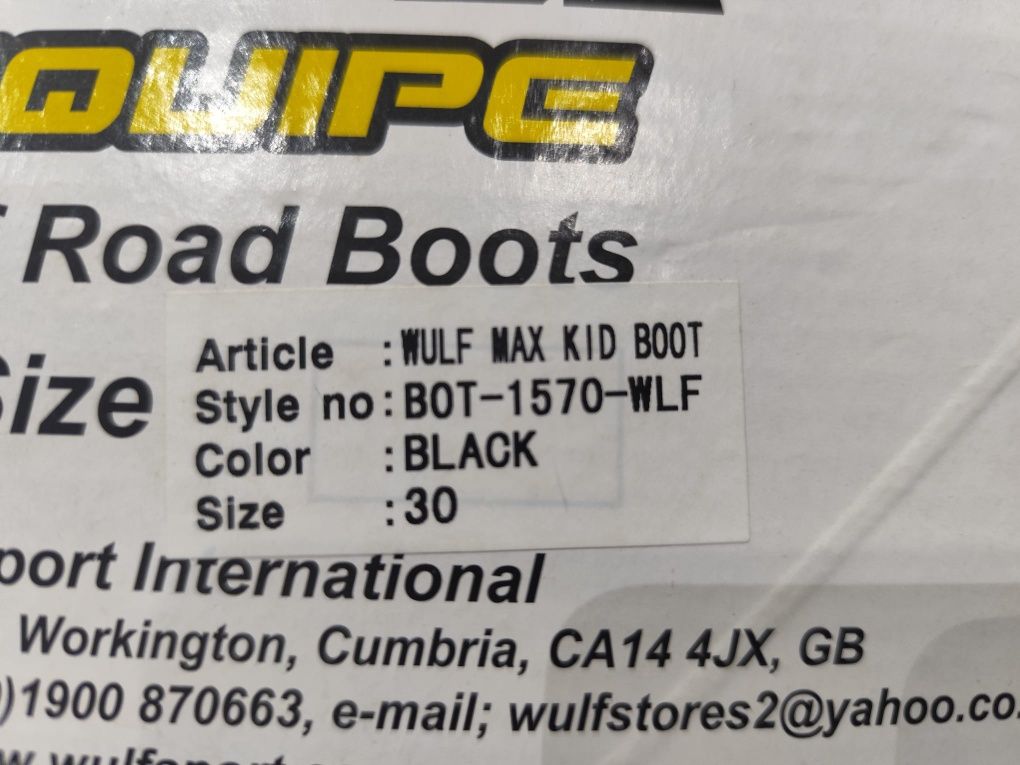 QUIPE
Road Boots
Size
Article :WULF MAX KID BOOT
Style no:BOT-1570-WLF
Color :BLACK
Size :30
port International
Workington, Cumbria, CA14 4JX, GB
)1900 870663, e-mail; wulfstores2@yahoo.co.